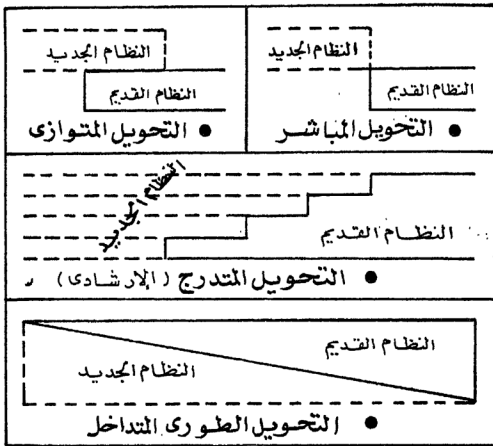 النظام الجديد
النظام القديم
• التحويل المباشر
النظام الجديد
النظام القديم
• التحويل المتوازى
النظام الجديد
النظام القديم
• التحويل المتدرج (الإرشادى)
النظام القديم
النظام الجديد
• التحويل الطورى المتداخل